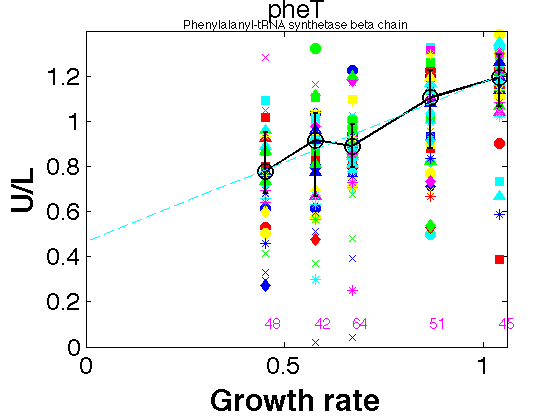 pheT
Phenylalanyl-tRNA synthetase beta chain
1.2
1
0.8
0.6
0.4
0.2
0
U/L
48 42 64 51 45
0 0.5 1
Growth rate